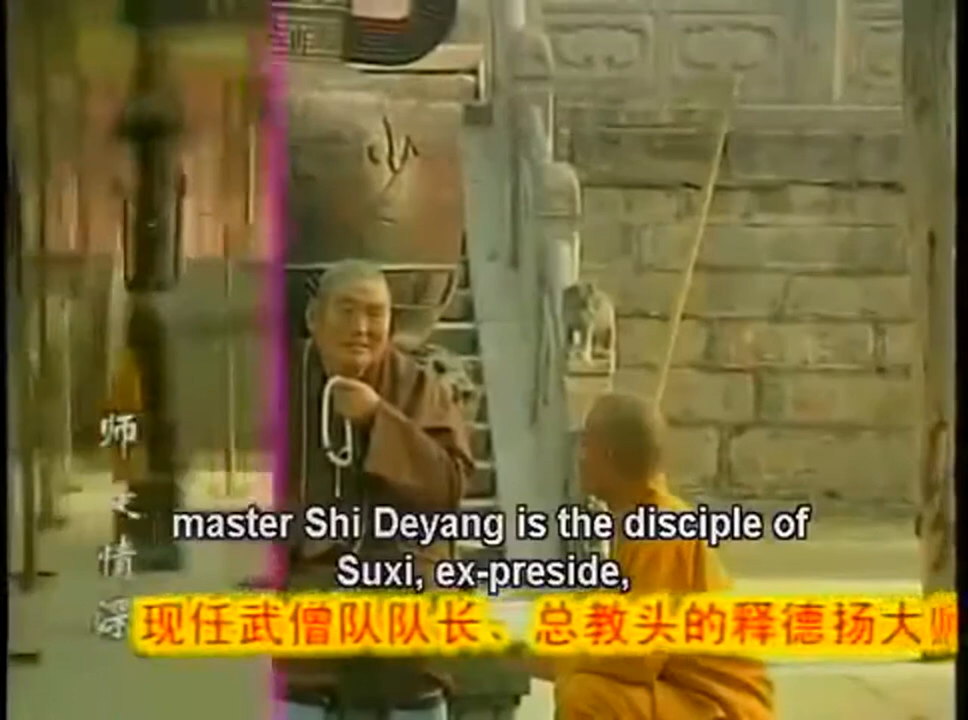 山
师
情
深
master Shi Deyang is the disciple of
Suxi, ex-preside,
现任武僧队队长、总教头的释德扬大师